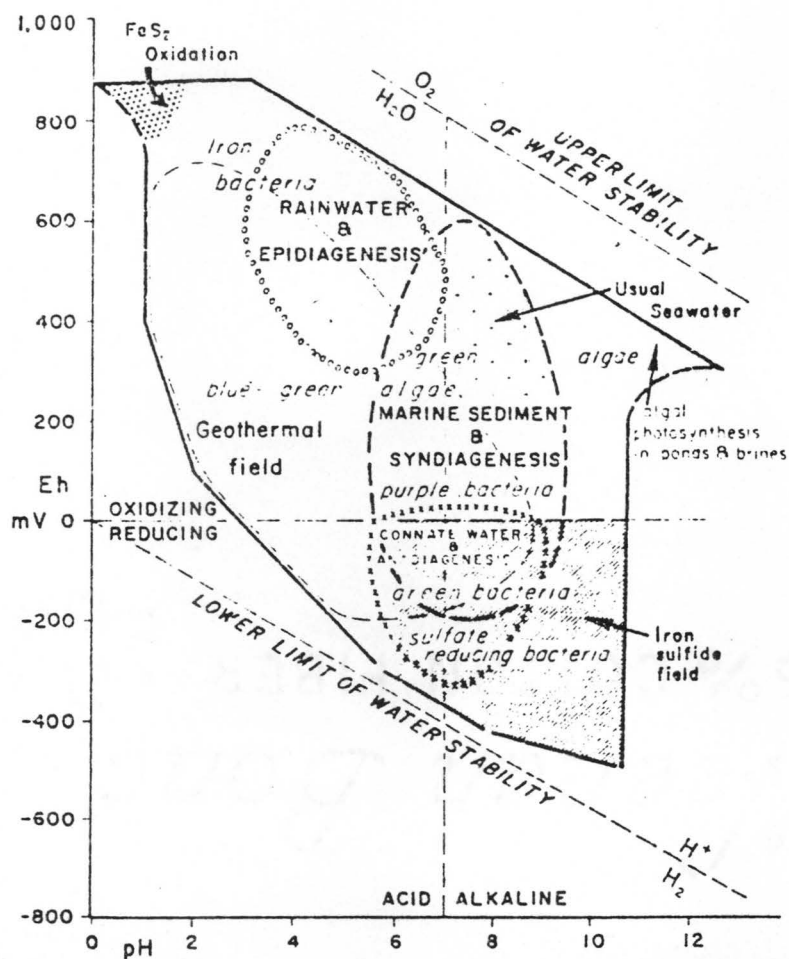 1,000
FeS2
Oxidation
800
O2
H2O
UPPER LIMIT
OF WATER STABILITY
Iron
bacteria
RAINWATER
&
EPIDIAGENESIS
600
Usual
Seawater
400
green
algae
blue-green algae
MARINE SEDIMENT
&
SYNDIAGENESIS
Geothermal
field
algal
photosynthesis
in ponds & brines
200
purple bacteria
Eh
mV
0
OXIDIZING
REDUCING
CONNATE WATER
&
green bacteria
-200
sulfate
reducing bacteria
Iron
sulfide
field
LOWER LIMIT OF WATER STABILITY
-400
-600
H+
H2
ACID ALKALINE
-800
0 2 4 6 8 10 12
pH